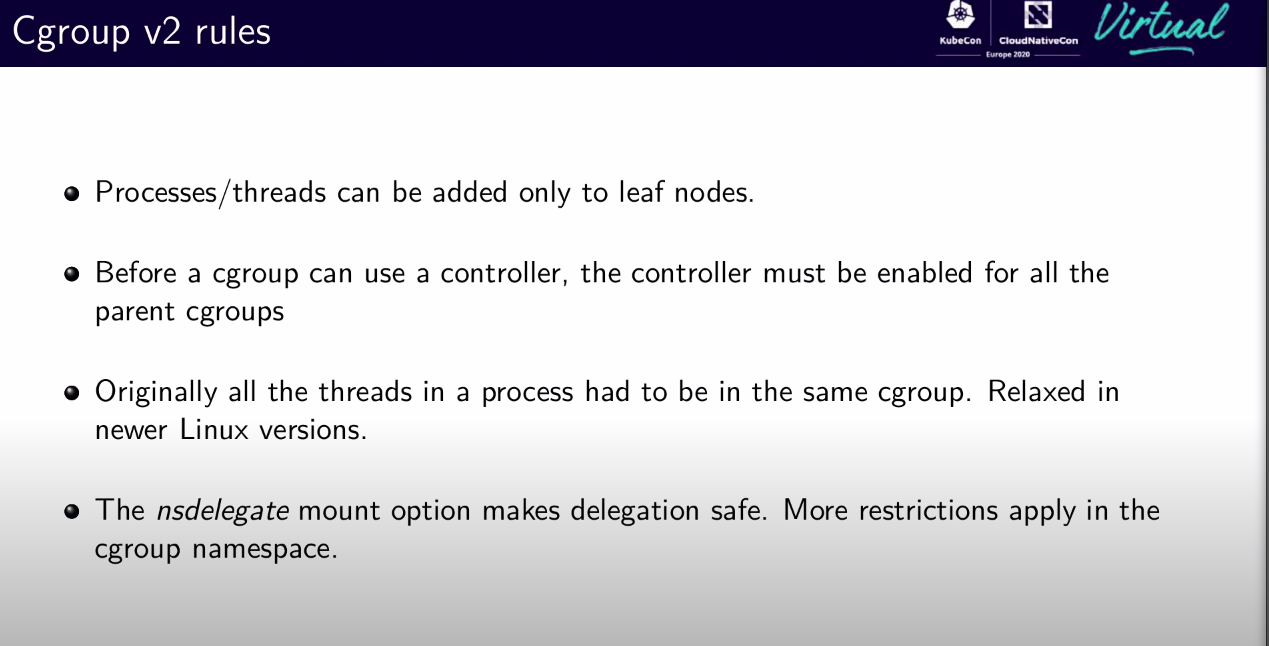 Cgroup v2 rules
KubeCon
CloudNativeCon
Europe 2020
Virtual
Processes/threads can be added only to leaf nodes.
Before a cgroup can use a controller, the controller must be enabled for all the
parent cgroups
Originally all the threads in a process had to be in the same cgroup. Relaxed in
newer Linux versions.
The nsdelegate mount option makes delegation safe. More restrictions apply in the
cgroup namespace.